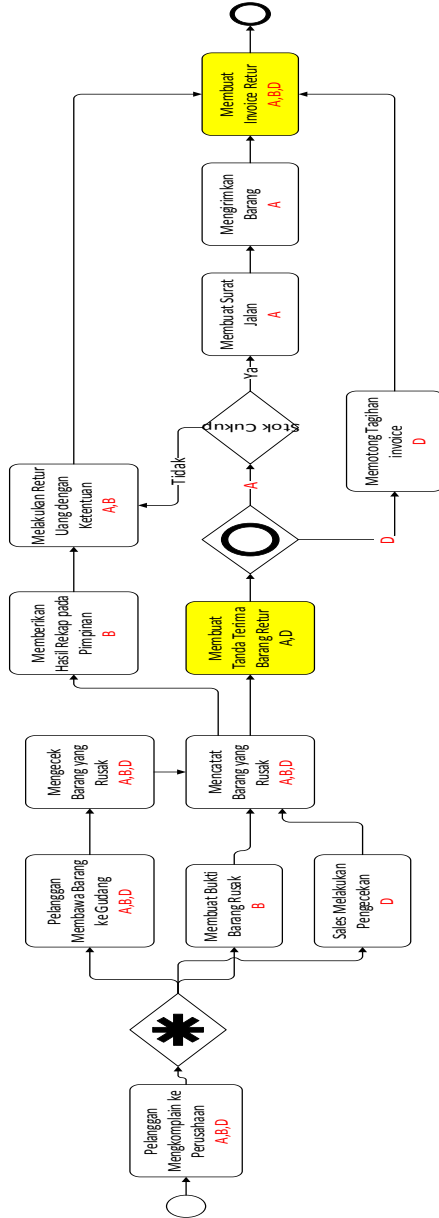 Pelanggan
Mengkomplain ke
Perusahaan
A,B,D
Pelanggan
Membawa Barang
ke Gudang
A,B,D
Membuat Bukti
Barang Rusak
B
Sales Melakukan
Pengecekan
D
Mengecek
Barang yang
Rusak
A,B,D
Mencatat
Barang yang
Rusak
A,B,D
Memberikan
Hasil Rekap pada
Pimpinan
B
Membuat
Tanda Terima
Barang Retur
A,D
Melakukan Retur
Uang dengan
Ketentuan
A,B
Tidak
A
Stok Cukup
Ya
D
Memotong Tagihan
invoice
D
Membuat Surat
Jalan
A
Mengirimkan
Barang
A
Membuat
Invoice Retur
A,B,D